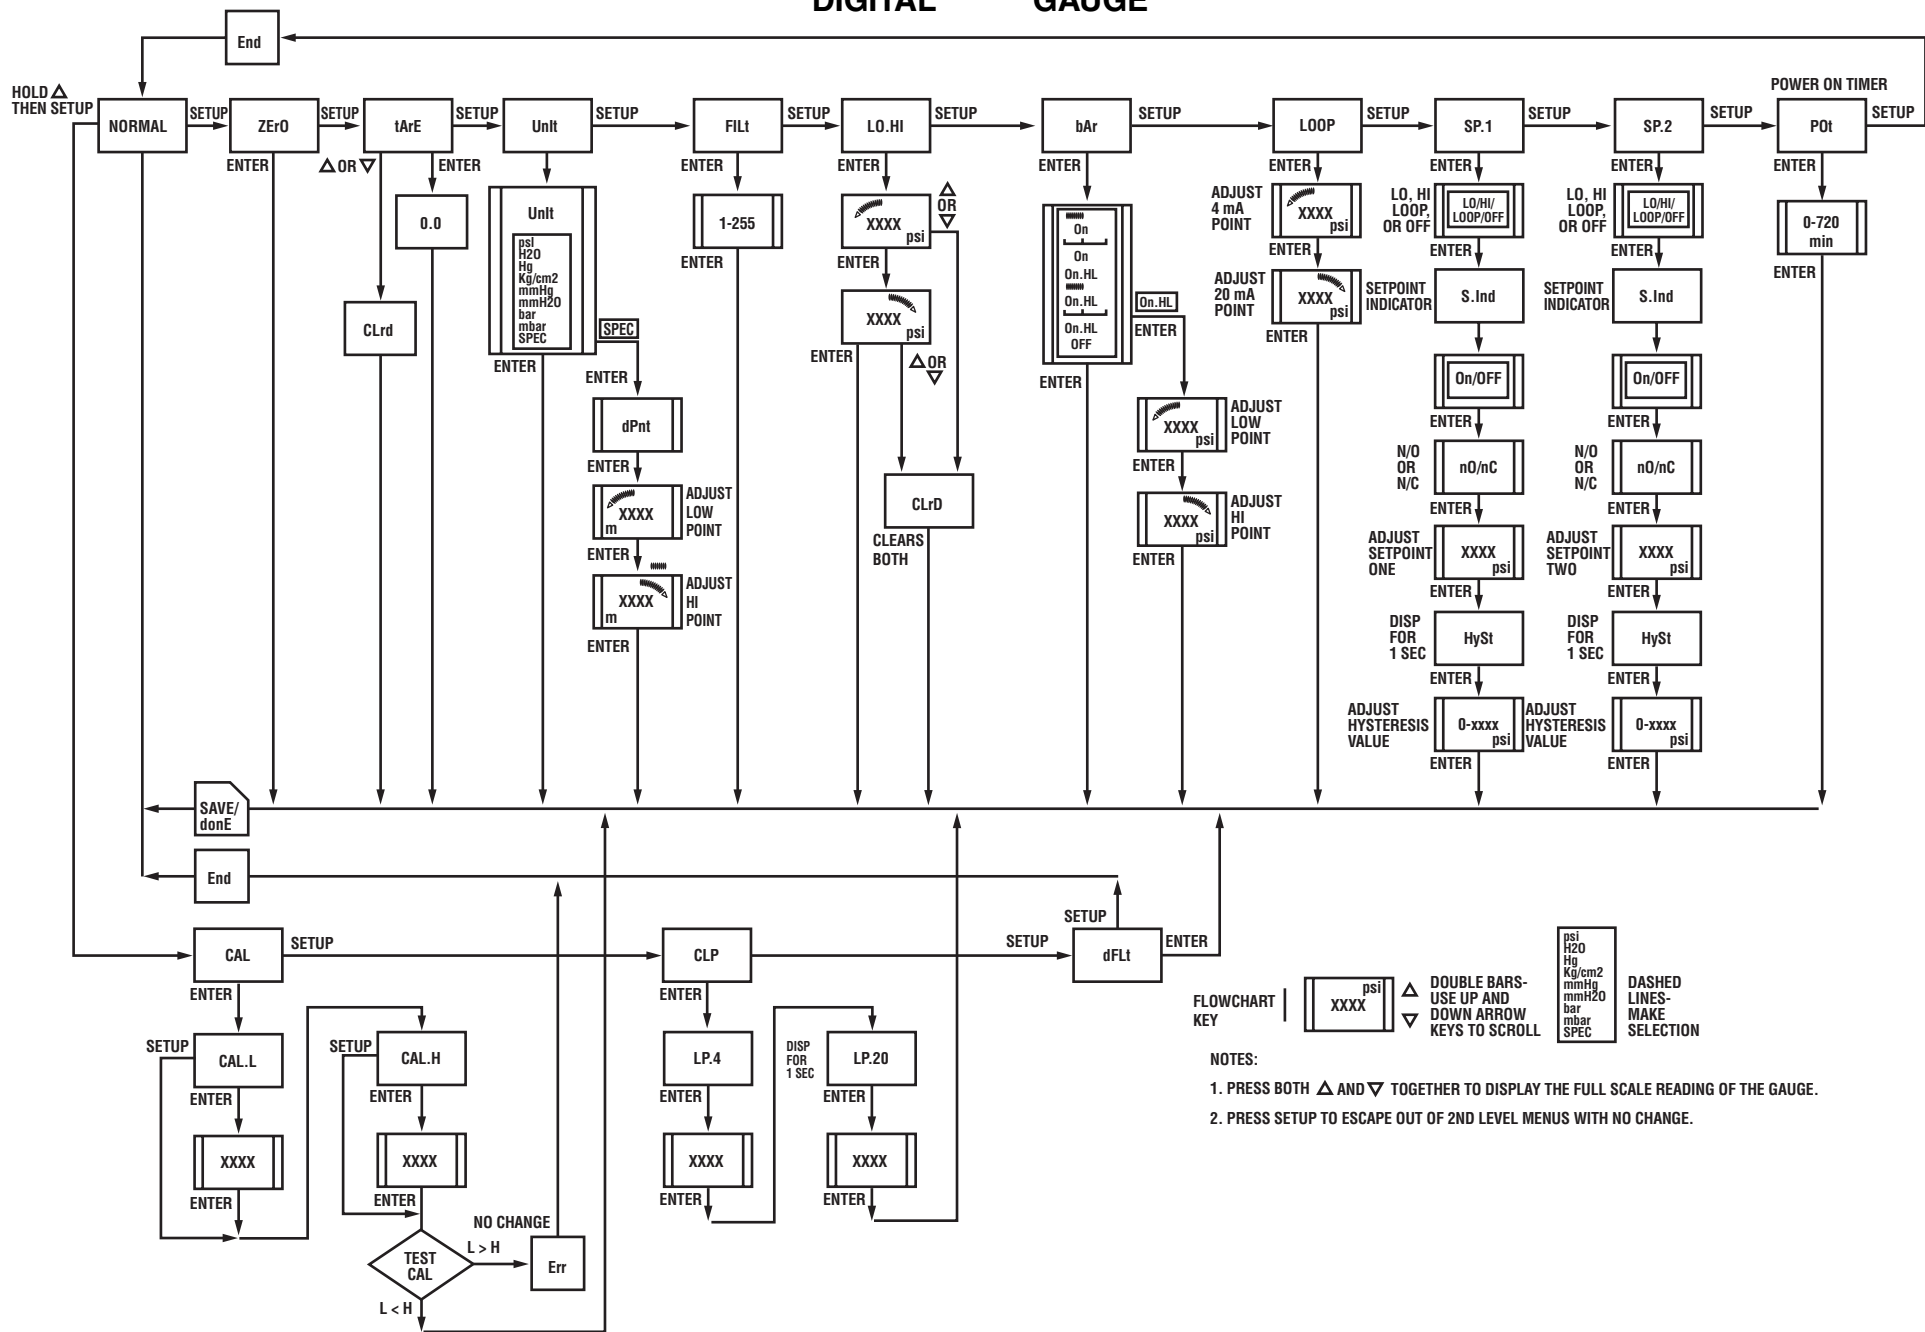 DIGITAL GAUGE
End
HOLD △
THEN SETUP
POWER ON TIMER
NORMAL SETUP ZErO SETUP tArE SETUP UnIt SETUP FILt SETUP LO.HI SETUP bAr SETUP LOOP SETUP SP.1 SETUP SP.2 SETUP POt SETUP
ENTER
△ OR ▽
ENTER
0.0
CLrd
UnIt
psI
H2O
Hg
Kg/cm2
mmHg
mmH2O
bar
mbar
SPEC
ENTER
SPEC
ENTER
dPnt
ENTER
XXXX
m
ADJUST
LOW
POINT
ENTER
XXXX
m
ADJUST
HI
POINT
ENTER
ENTER
1-255
ENTER
ENTER
XXXX
psi
△
OR
▽
ENTER
XXXX
psi
ENTER
△ OR
▽
CLrD
CLEARS
BOTH
ENTER
On
On
On.HL
On.HL
On.HL
OFF
ENTER
On.HL
ENTER
XXXX
psi
ADJUST
LOW
POINT
ENTER
XXXX
psi
ADJUST
HI
POINT
ENTER
ENTER
ADJUST
4 mA
POINT
XXXX
psi
ENTER
ADJUST
20 mA
POINT
XXXX
psi
ENTER
ENTER
LO, HI
LOOP,
OR OFF
LO/HI/
LOOP/OFF
ENTER
SETPOINT
INDICATOR
S.Ind
On/OFF
ENTER
N/O
OR
N/C
nO/nC
ENTER
ADJUST
SETPOINT
ONE
XXXX
psi
ENTER
DISP
FOR
1 SEC
HySt
ENTER
ADJUST
HYSTERESIS
VALUE
0-xxxx
psi
ENTER
ENTER
LO, HI
LOOP,
OR OFF
LO/HI/
LOOP/OFF
ENTER
SETPOINT
INDICATOR
S.Ind
On/OFF
ENTER
N/O
OR
N/C
nO/nC
ENTER
ADJUST
SETPOINT
TWO
XXXX
psi
ENTER
DISP
FOR
1 SEC
HySt
ENTER
ADJUST
HYSTERESIS
VALUE
0-xxxx
psi
ENTER
ENTER
0-720
min
ENTER
SAVE/
donE
End
CAL SETUP CLP SETUP dFLt ENTER
SETUP
ENTER
SETUP
CAL.L
ENTER
XXXX
ENTER
SETUP
CAL.H
ENTER
XXXX
ENTER
TEST
CAL
NO CHANGE
L > H
Err
L < H
ENTER
LP.4
ENTER
XXXX
ENTER
DISP
FOR
1 SEC
LP.20
ENTER
XXXX
ENTER
FLOWCHART
KEY
psi
XXXX
△
▽
DOUBLE BARS-
USE UP AND
DOWN ARROW
KEYS TO SCROLL
psi
H2O
Hg
Kg/cm2
mmHg
mmH2O
bar
mbar
SPEC
DASHED
LINES-
MAKE
SELECTION
NOTES:
1. PRESS BOTH △ AND ▽ TOGETHER TO DISPLAY THE FULL SCALE READING OF THE GAUGE.
2. PRESS SETUP TO ESCAPE OUT OF 2ND LEVEL MENUS WITH NO CHANGE.